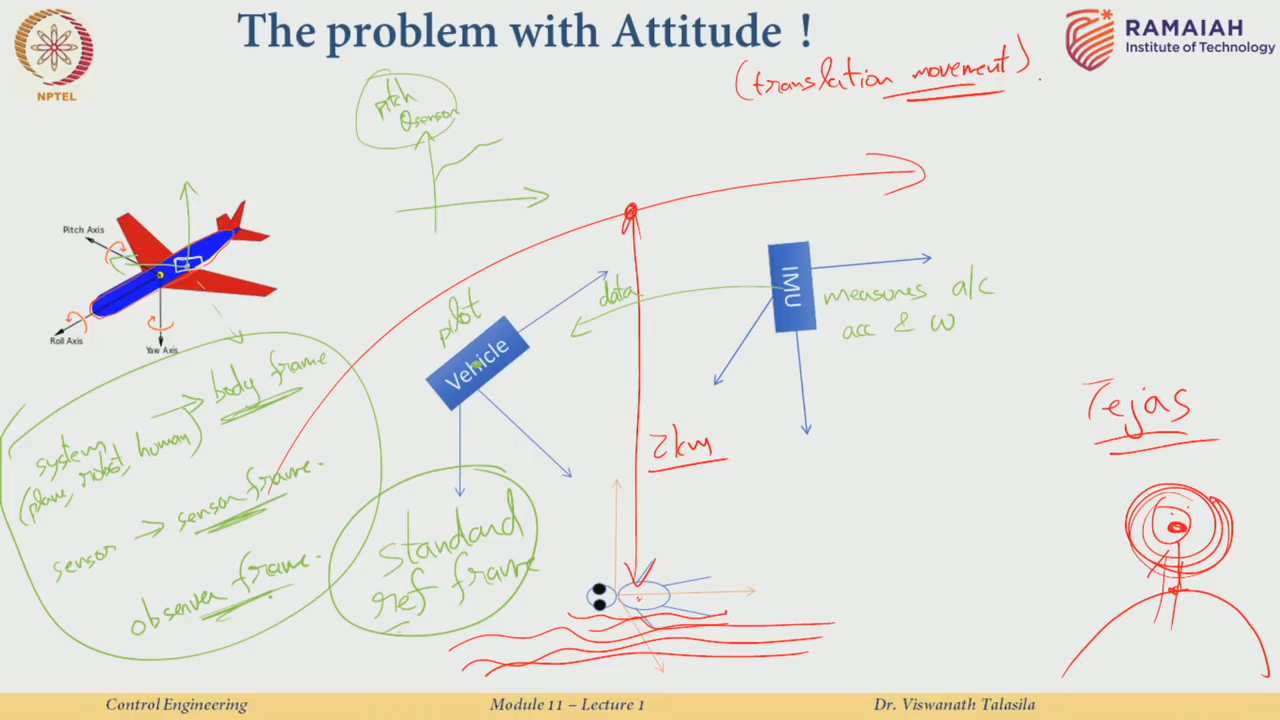 The problem with Attitude !
NPTEL
RAMAIAH
Institute of Technology
(translation movement).
pitch
θsensor
Pitch Axis
Roll Axis
Yaw Axis
pilot
Vehicle
data
IMU
measures a/c
acc & ω
2km
Tejas
system → body frame
(plane, robot, human)
sensor → sensor frame.
observer frame.
standard
ref frame
Control Engineering
Module 11 – Lecture 1
Dr. Viswanath Talasila